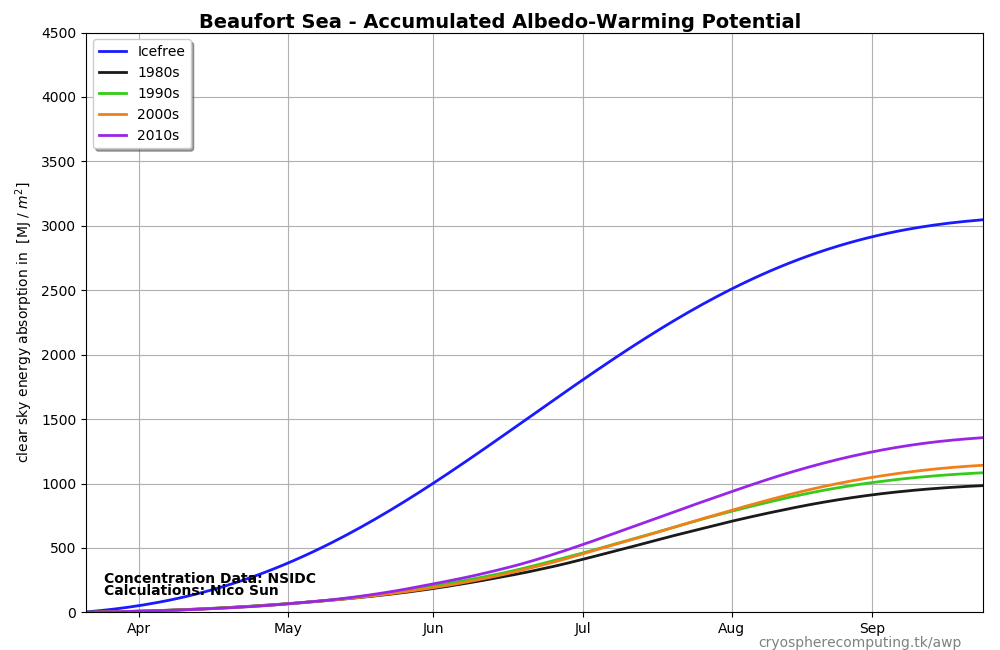 Beaufort Sea - Accumulated Albedo-Warming Potential
4500
4000
3500
3000
2500
2000
1500
1000
500
0
clear sky energy absorption in [MJ / m²]
Icefree
1980s
1990s
2000s
2010s
Concentration Data: NSIDC
Calculations: Nico Sun
Apr May Jun Jul Aug Sep
cryospherecomputing.tk/awp